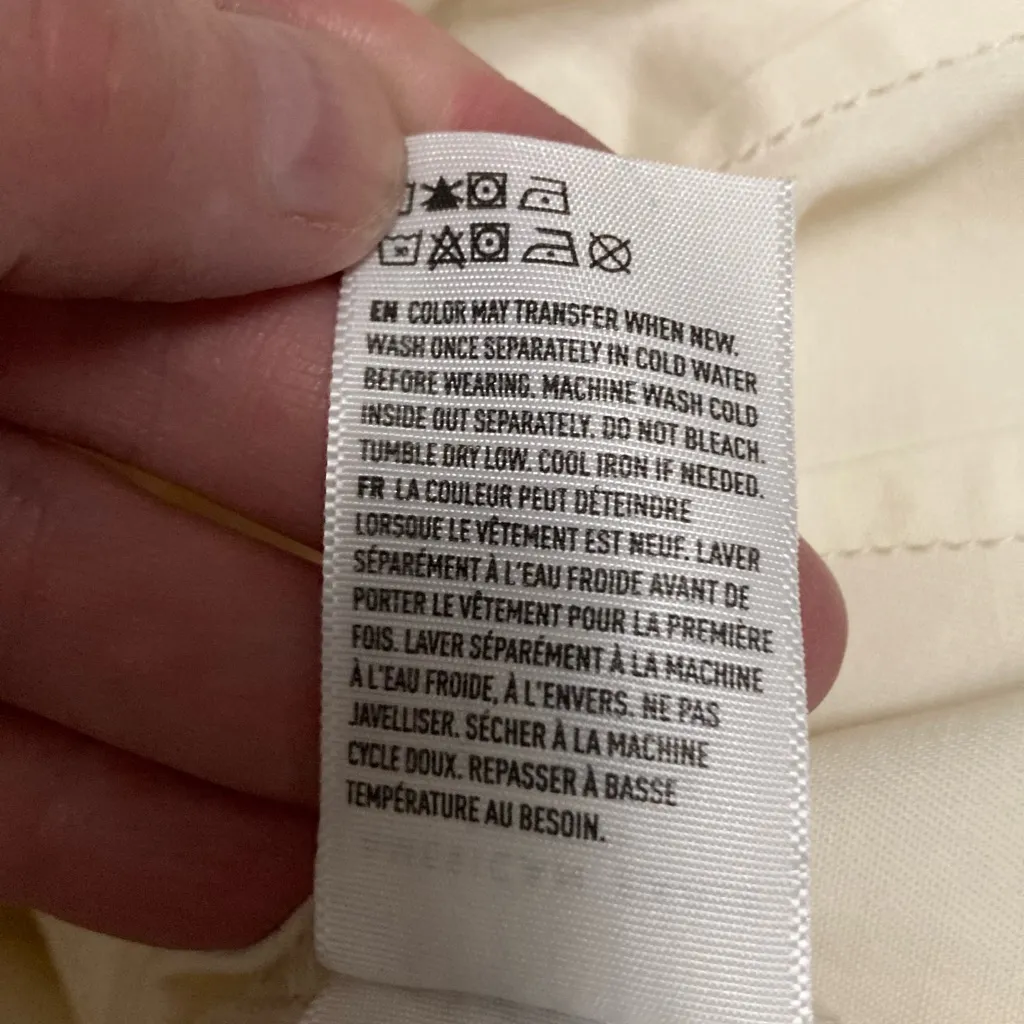 30
EN COLOR MAY TRANSFER WHEN NEW.
WASH ONCE SEPARATELY IN COLD WATER
BEFORE WEARING. MACHINE WASH COLD
INSIDE OUT SEPARATELY. DO NOT BLEACH.
TUMBLE DRY LOW. COOL IRON IF NEEDED.
FR LA COULEUR PEUT DÉTEINDRE
LORSQUE LE VÊTEMENT EST NEUF. LAVER
SÉPARÉMENT À L'EAU FROIDE AVANT DE
PORTER LE VÊTEMENT POUR LA PREMIÈRE
FOIS. LAVER SÉPARÉMENT À LA MACHINE
À L'EAU FROIDE, À L'ENVERS. NE PAS
JAVELLISER. SÉCHER À LA MACHINE
CYCLE DOUX. REPASSER À BASSE
TEMPÉRATURE AU BESOIN.